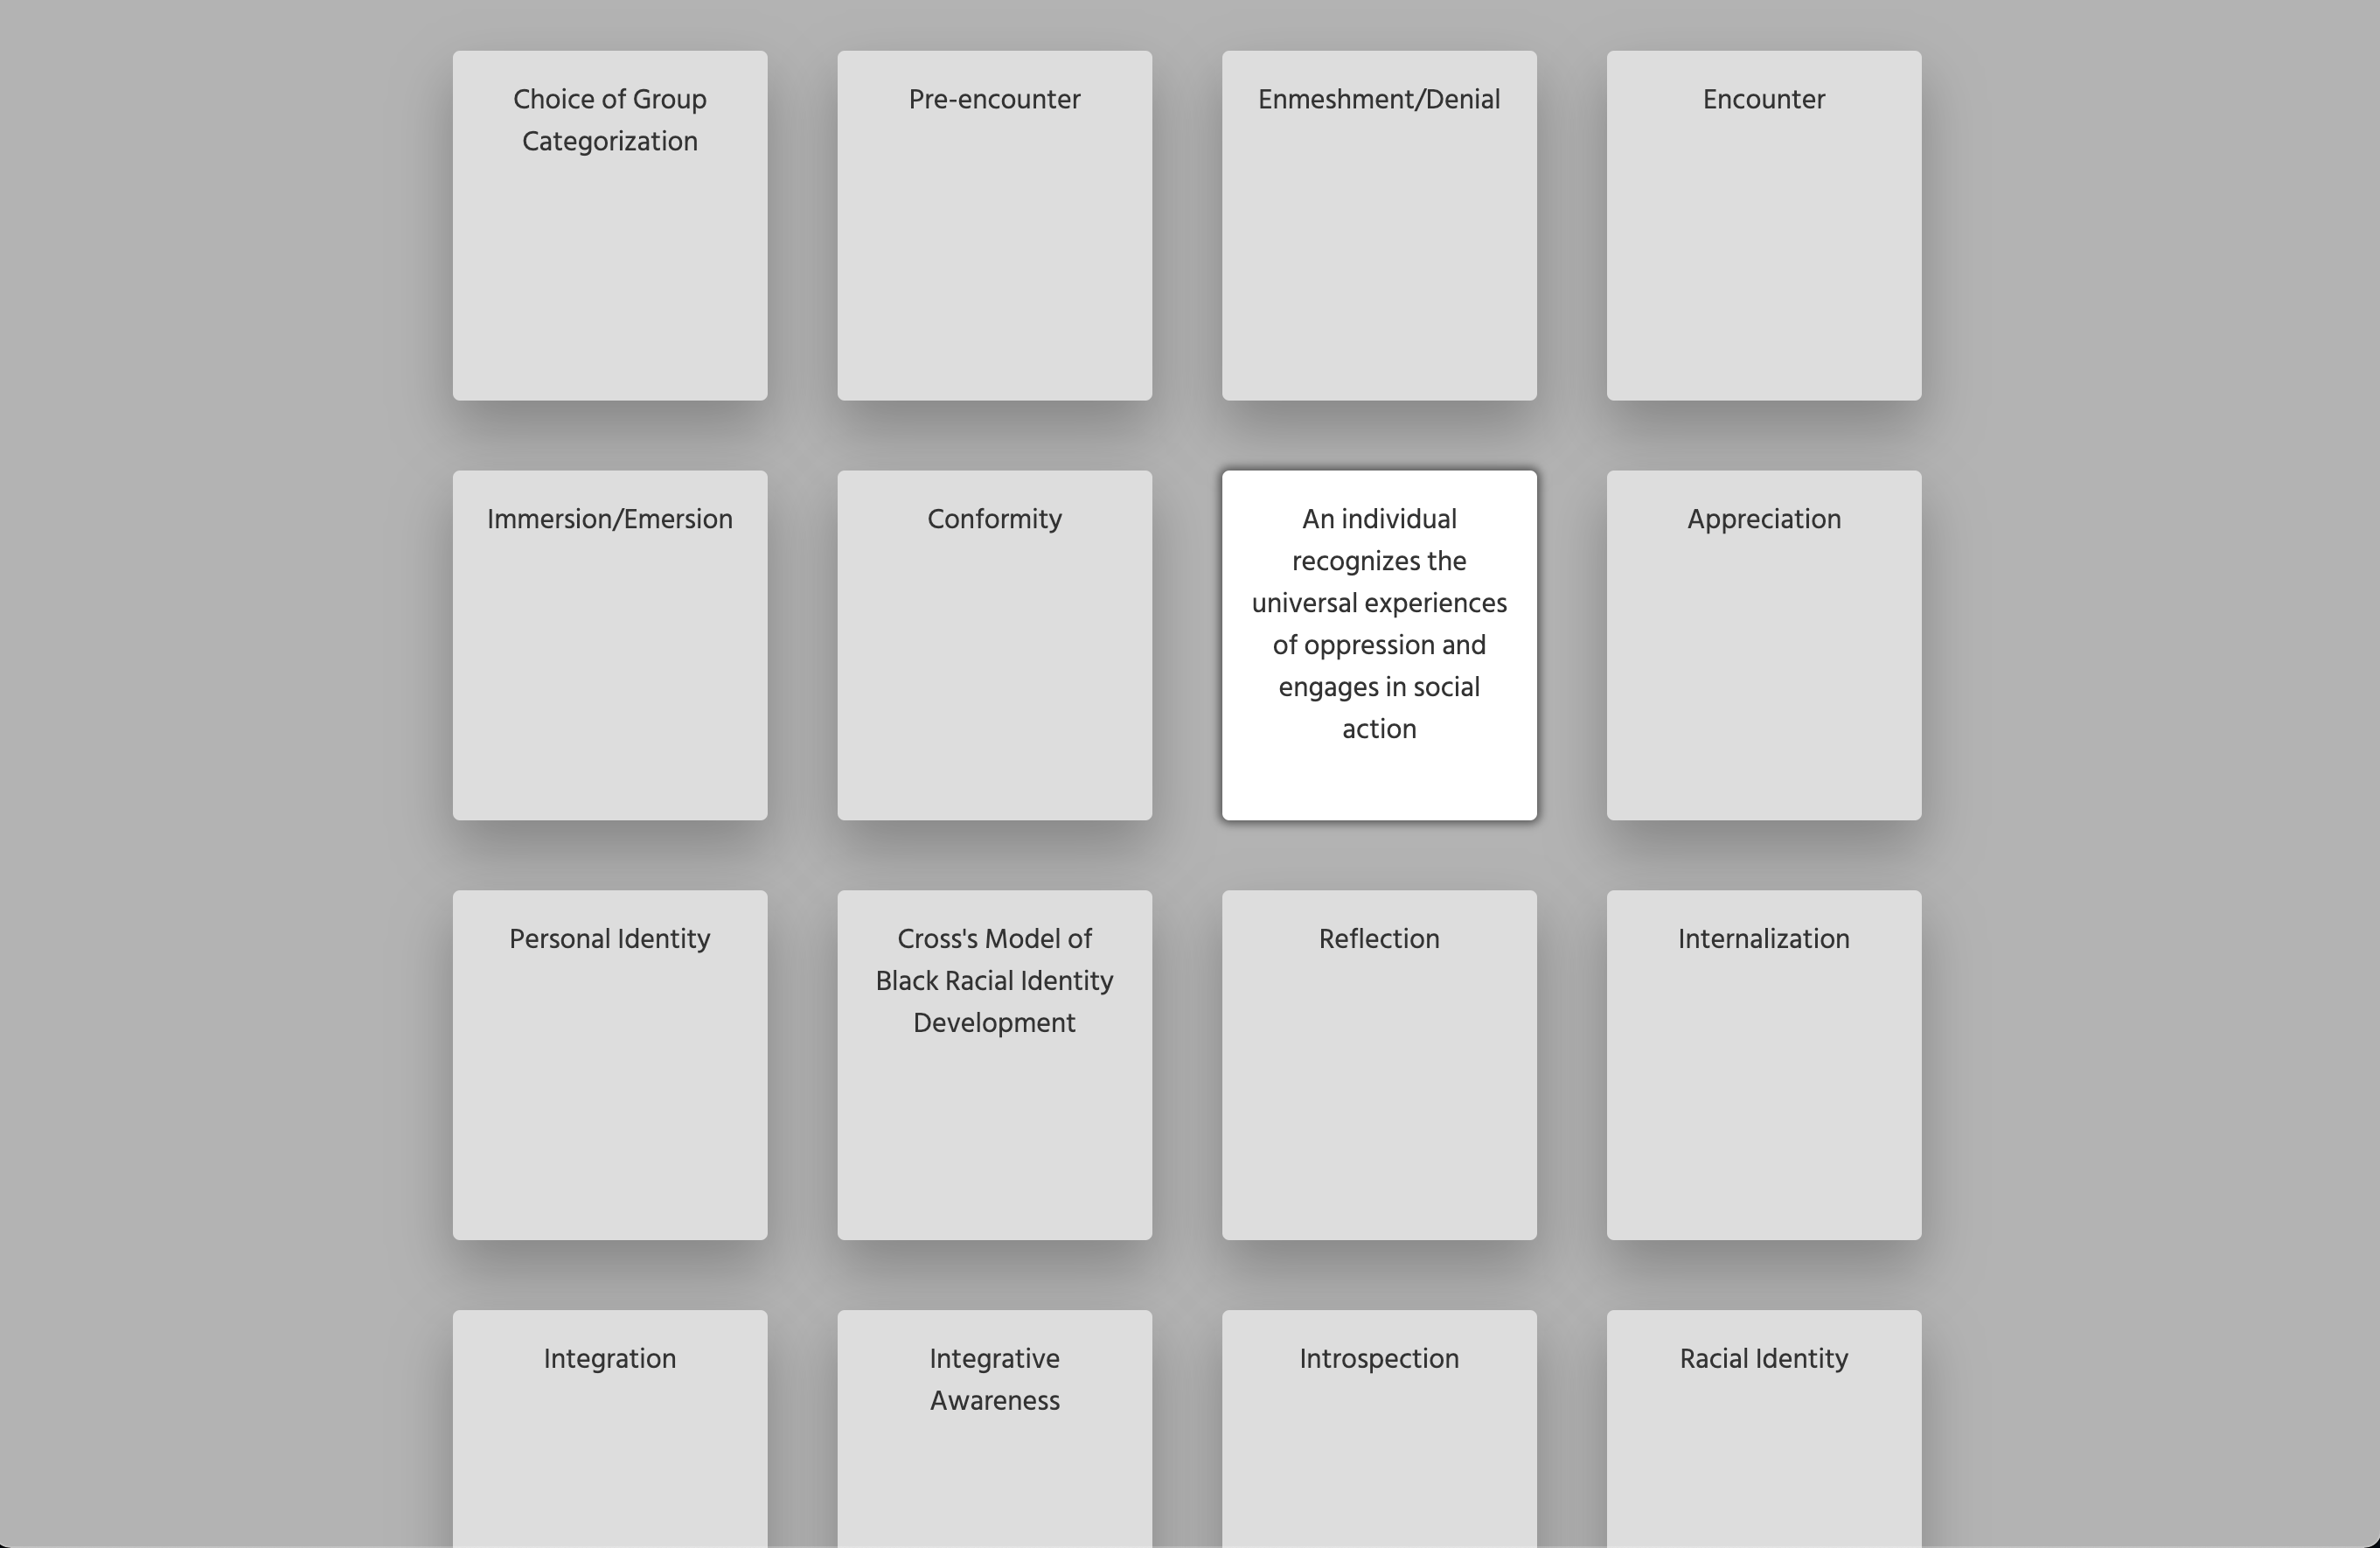 Choice of Group
Categorization
Pre-encounter
Enmeshment/Denial
Encounter
Immersion/Emersion
Conformity
An individual
recognizes the
universal experiences
of oppression and
engages in social
action
Appreciation
Personal Identity
Cross's Model of
Black Racial Identity
Development
Reflection
Internalization
Integration
Integrative
Awareness
Introspection
Racial Identity